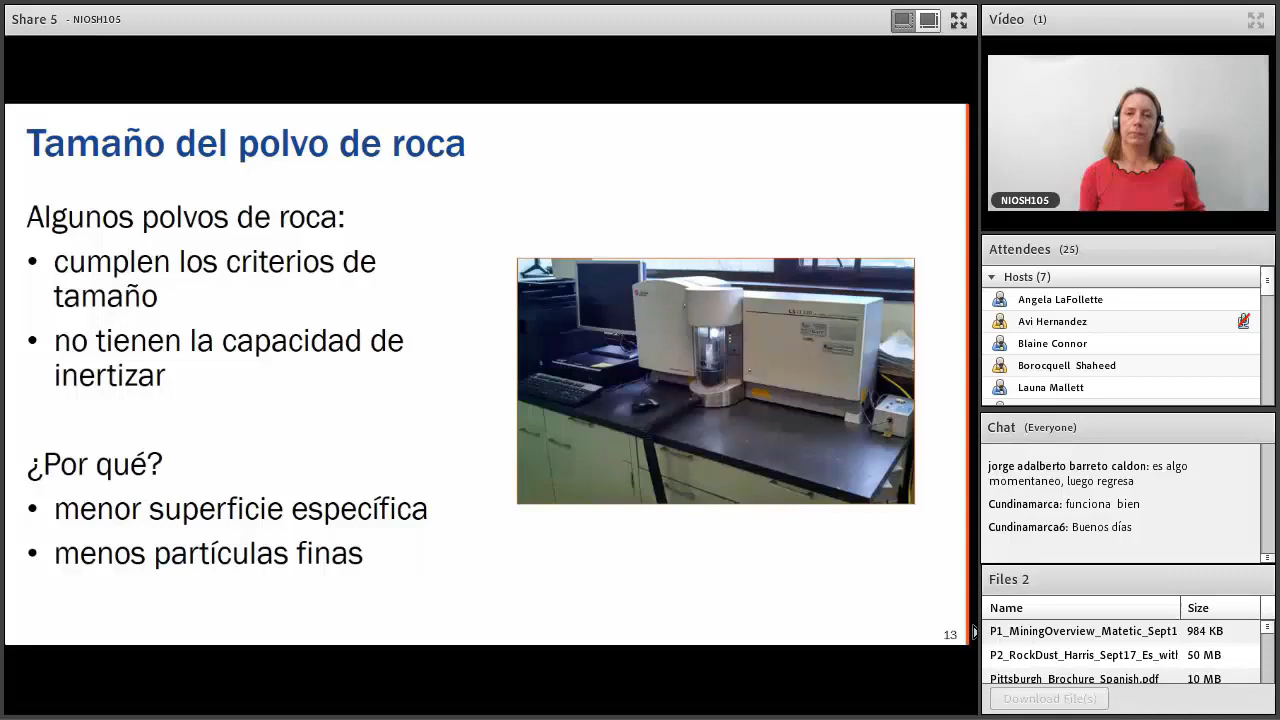 Share 5 - NIOSH105
Tamaño del polvo de roca
Algunos polvos de roca:
• cumplen los criterios de
tamaño
• no tienen la capacidad de
inertizar
¿Por qué?
• menor superficie específica
• menos partículas finas
13
Vídeo (1)
NIOSH105
Attendees (25)
Hosts (7)
Angela LaFollette
Avi Hernandez
Blaine Connor
Borocquell Shaheed
Launa Mallett
Chat (Everyone)
jorge adalberto barreto caldon: es algo
momentaneo, luego regresa
Cundinamarca: funciona bien
Cundinamarca6: Buenos días
Files 2
Name Size
P1_MiningOverview_Matetic_Sept1 984 KB
P2_RockDust_Harris_Sept17_Es_witl 50 MB
Pittsburgh_Brochure_Spanish.pdf 10 MB
Download File(s)